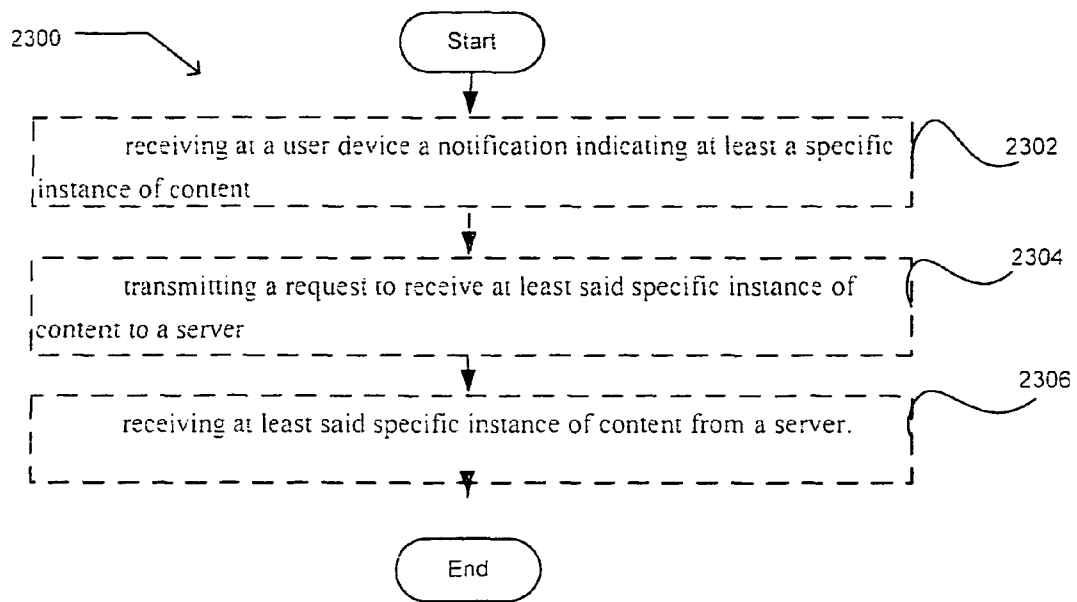 2300
Start
receiving at a user device a notification indicating at least a specific
instance of content
2302
transmitting a request to receive at least said specific instance of
content to a server
2304
receiving at least said specific instance of content from a server.
2306
End